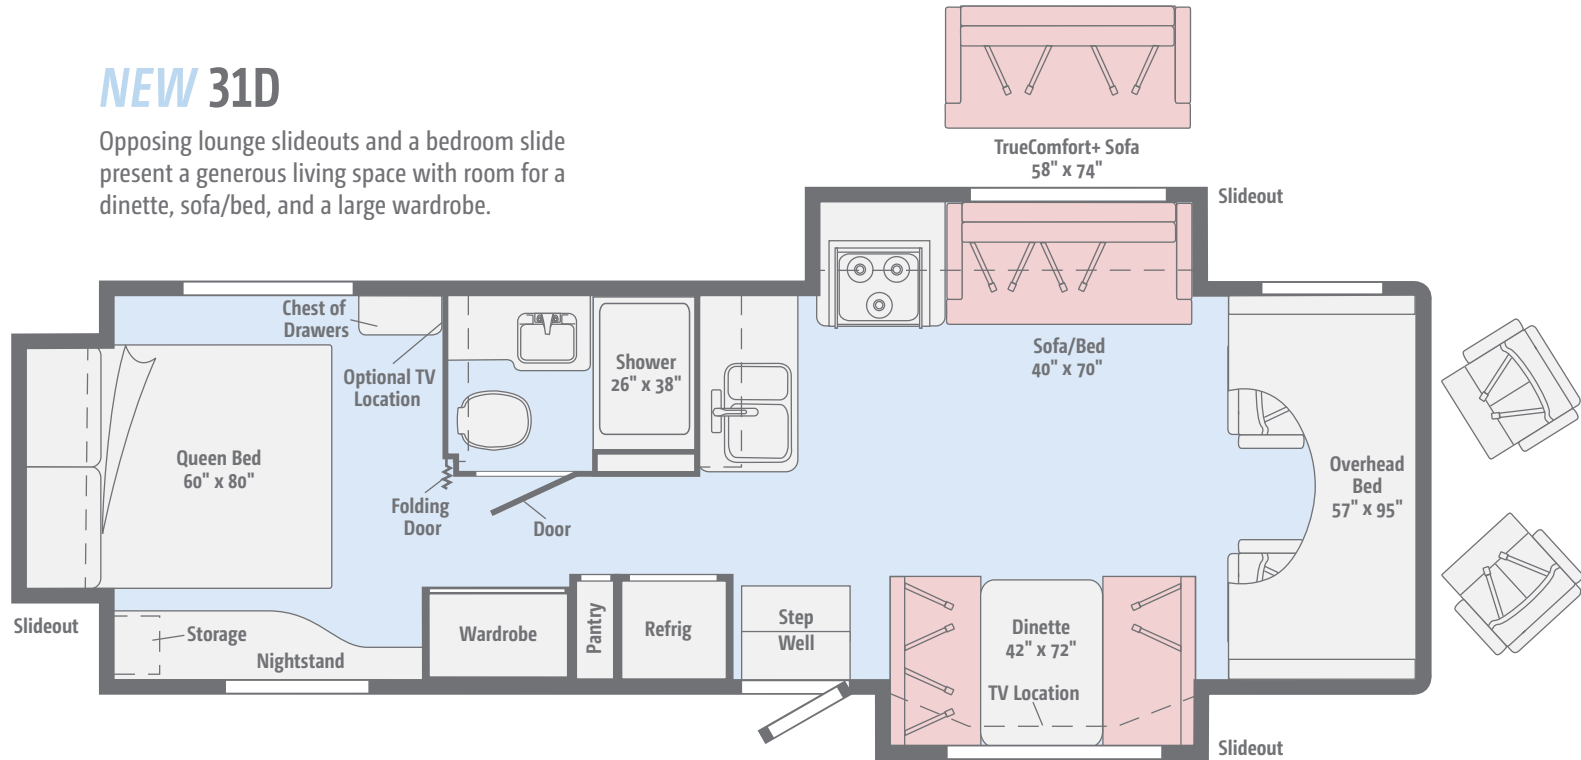 NEW 31D
Opposing lounge slideouts and a bedroom slide
present a generous living space with room for a
dinette, sofa/bed, and a large wardrobe.
TrueComfort+ Sofa
58" x 74"
Slideout
Chest of
Drawers
Optional TV
Location
Shower
26" x 38"
Sofa/Bed
40" x 70"
Queen Bed
60" x 80"
Folding
Door
Door
Overhead
Bed
57" x 95"
Slideout
Storage
Nightstand
Wardrobe
Pantry
Refrig
Step
Well
Dinette
42" x 72"
TV Location
Slideout